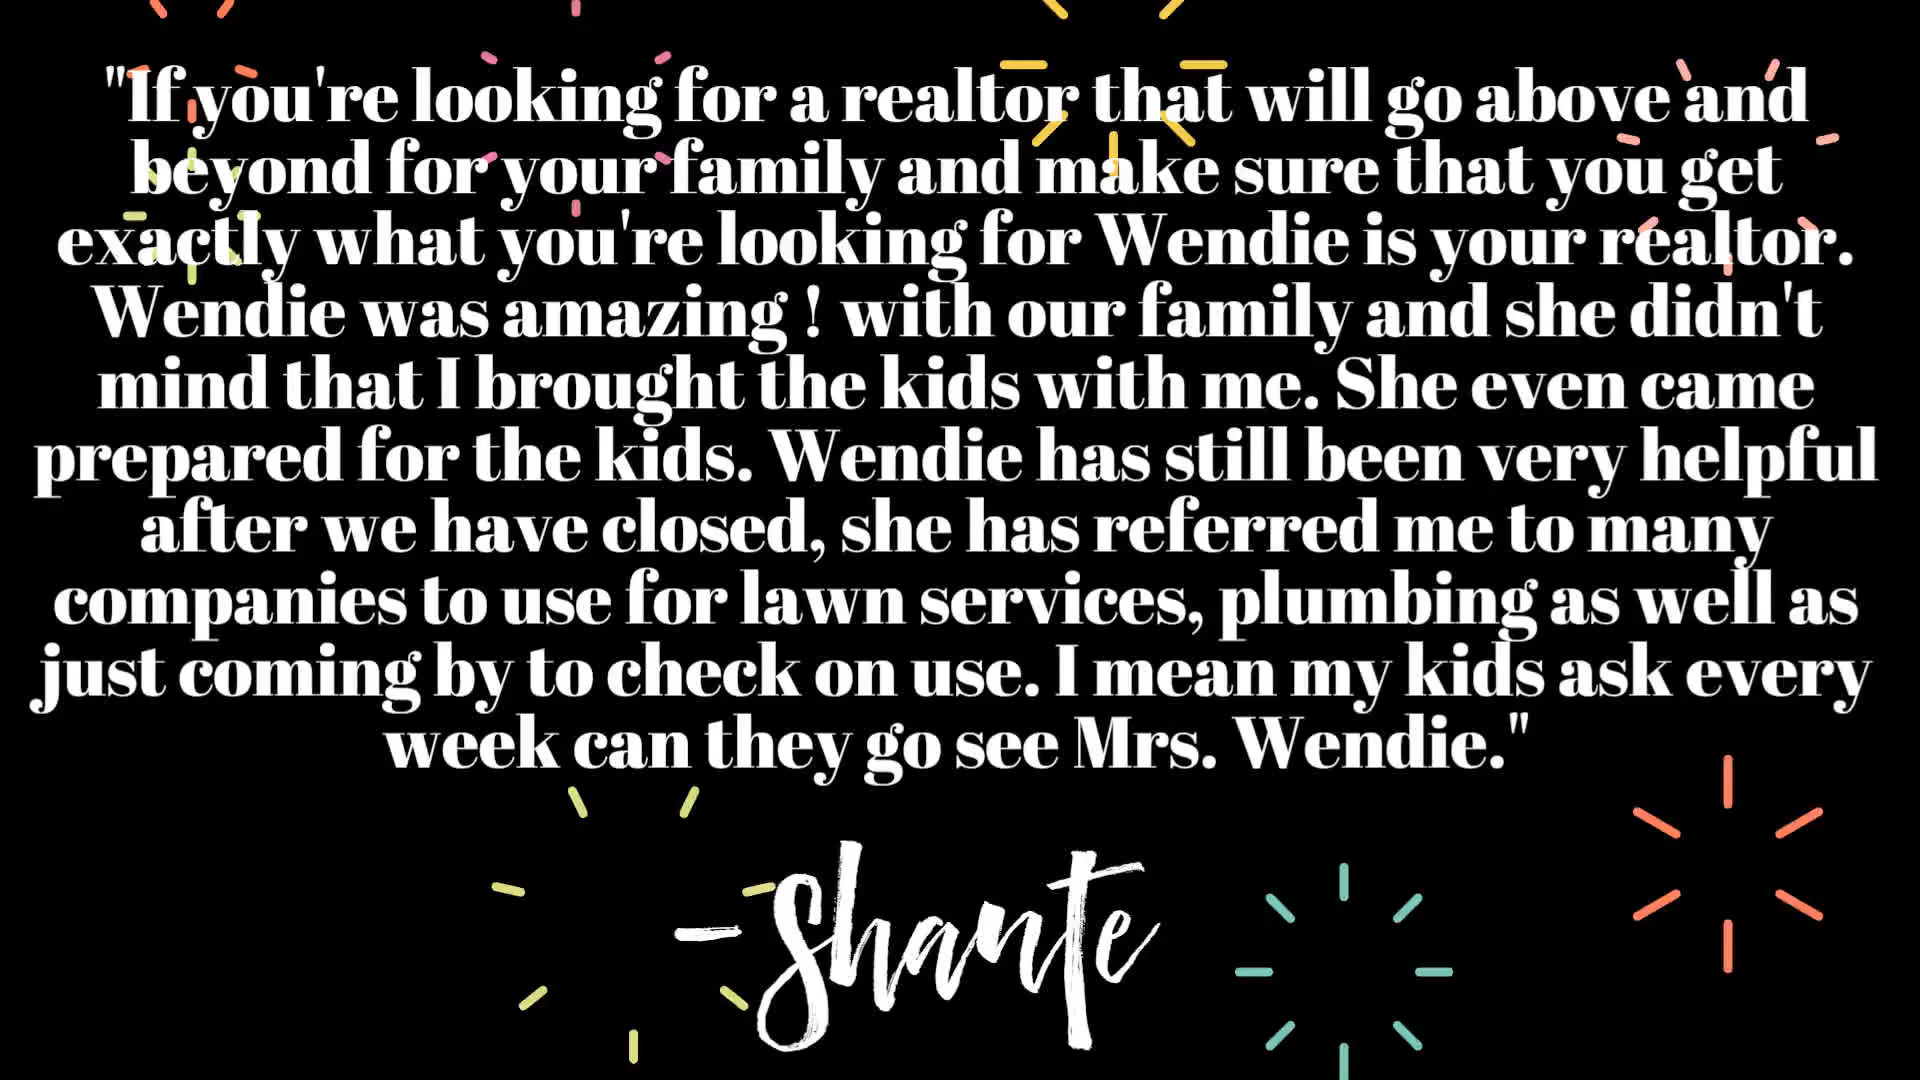 "If you're looking for a realtor that will go above and
beyond for your family and make sure that you get
exactly what you're looking for Wendie is your realtor.
Wendie was amazing ! with our family and she didn't
mind that I brought the kids with me. She even came
prepared for the kids. Wendie has still been very helpful
after we have closed, she has referred me to many
companies to use for lawn services, plumbing as well as
just coming by to check on use. I mean my kids ask every
week can they go see Mrs. Wendie."
- Shante